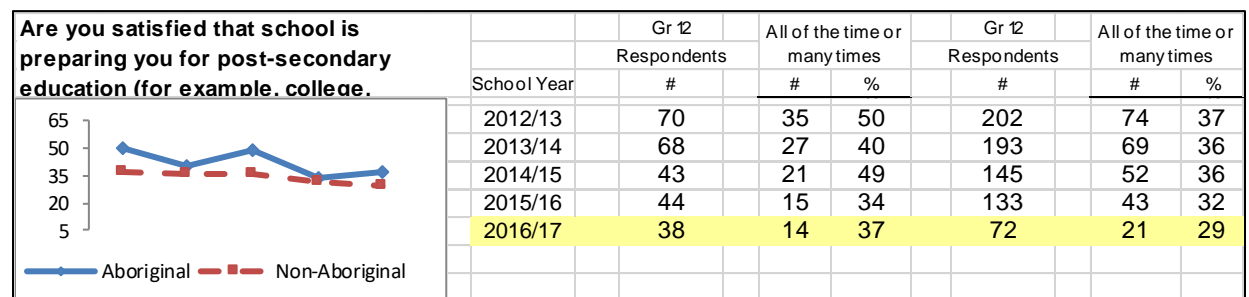 Are you satisfied that school is
preparing you for post-secondary
education (for example, college,
Gr 12 All of the time or Gr 12 All of the time or
Respondents many times Respondents many times
School Year # # % # # %
2012/13 70 35 50 202 74 37
2013/14 68 27 40 193 69 36
2014/15 43 21 49 145 52 36
2015/16 44 15 34 133 43 32
2016/17 38 14 37 72 21 29
65
50
35
20
5
Aboriginal Non-Aboriginal